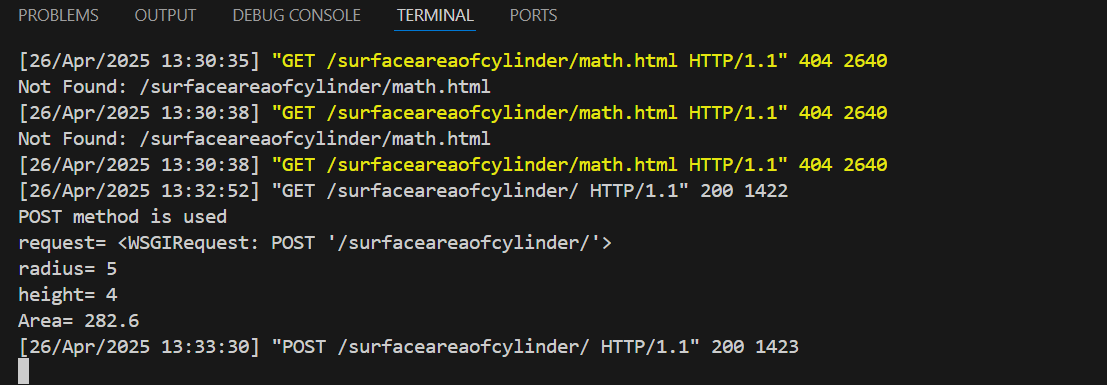 PROBLEMS OUTPUT DEBUG CONSOLE TERMINAL PORTS
[26/Apr/2025 13:30:35] "GET /surfaceareaofcylinder/math.html HTTP/1.1" 404 2640
Not Found: /surfaceareaofcylinder/math.html
[26/Apr/2025 13:30:38] "GET /surfaceareaofcylinder/math.html HTTP/1.1" 404 2640
Not Found: /surfaceareaofcylinder/math.html
[26/Apr/2025 13:30:38] "GET /surfaceareaofcylinder/math.html HTTP/1.1" 404 2640
[26/Apr/2025 13:32:52] "GET /surfaceareaofcylinder/ HTTP/1.1" 200 1422
POST method is used
request= <WSGIRequest: POST '/surfaceareaofcylinder/'>
radius= 5
height= 4
Area= 282.6
[26/Apr/2025 13:33:30] "POST /surfaceareaofcylinder/ HTTP/1.1" 200 1423